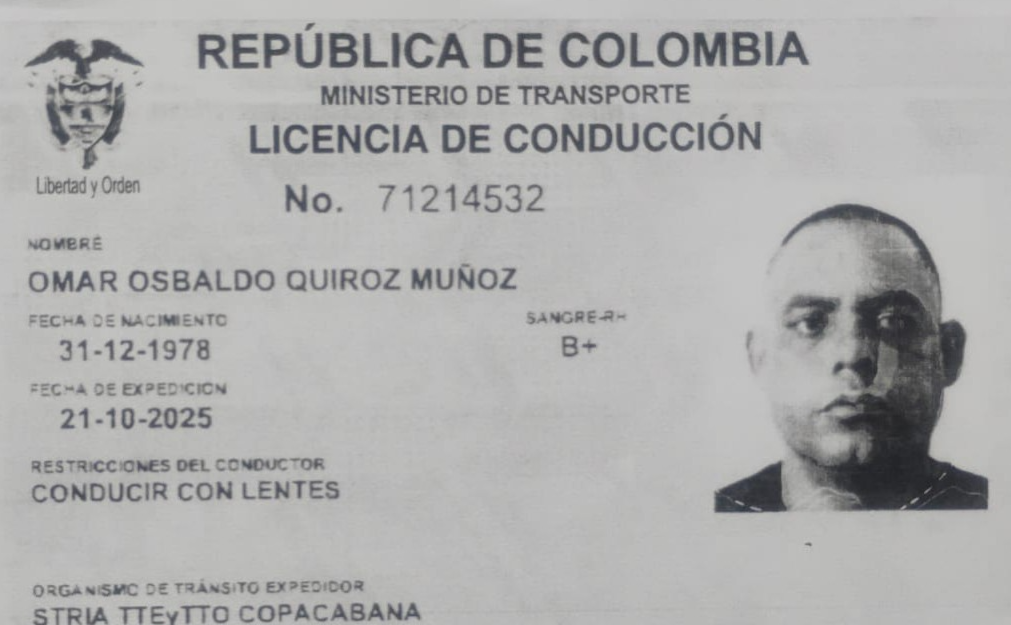 REPÚBLICA DE COLOMBIA
MINISTERIO DE TRANSPORTE
LICENCIA DE CONDUCCIÓN
Libertad y Orden
No. 71214532
NOMBRE
OMAR OSBALDO QUIROZ MUÑOZ
FECHA DE NACIMIENTO SANGRE-RH
31-12-1978 B+
FECHA DE EXPEDICION
21-10-2025
RESTRICCIONES DEL CONDUCTOR
CONDUCIR CON LENTES
ORGANISMO DE TRÁNSITO EXPEDIDOR
STRIA TTEyTTO COPACABANA